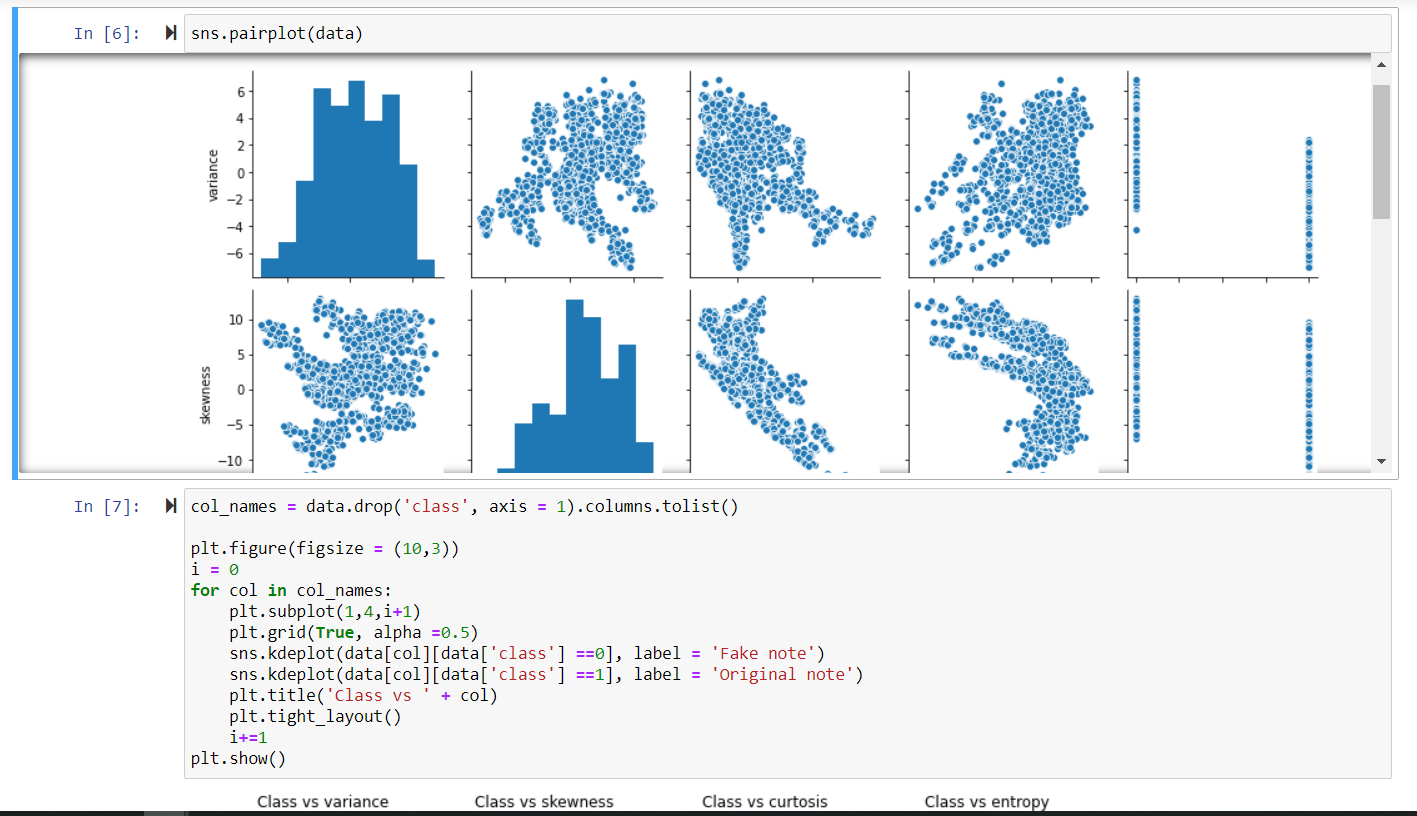 In [6]: sns.pairplot(data)
6
4
2
0
−2
−4
−6
variance
10
5
0
−5
−10
skewness
In [7]: col_names = data.drop('class', axis = 1).columns.tolist()
plt.figure(figsize = (10,3))
i = 0
for col in col_names:
    plt.subplot(1,4,i+1)
    plt.grid(True, alpha =0.5)
    sns.kdeplot(data[col][data['class'] ==0], label = 'Fake note')
    sns.kdeplot(data[col][data['class'] ==1], label = 'Original note')
    plt.title('Class vs ' + col)
    plt.tight_layout()
    i+=1
plt.show()
Class vs variance Class vs skewness Class vs curtosis Class vs entropy